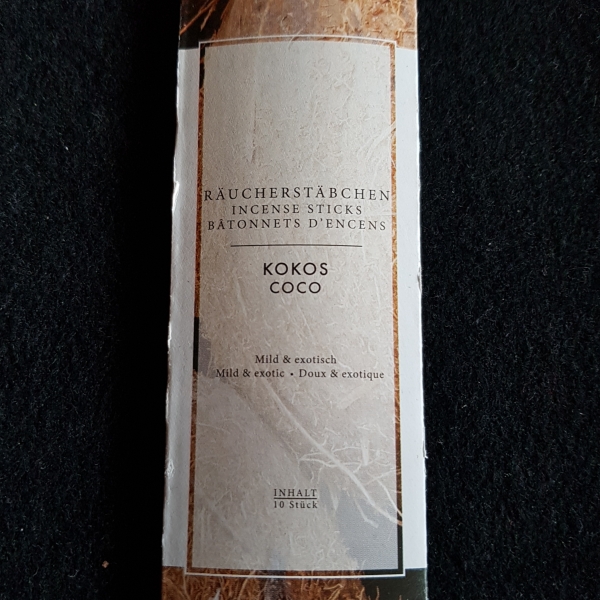 RÄUCHERSTÄBCHEN
INCENSE STICKS
BÂTONNETS D'ENCENS
KOKOS
COCO
Mild & exotisch
Mild & exotic • Doux & exotique
INHALT
10 Stück